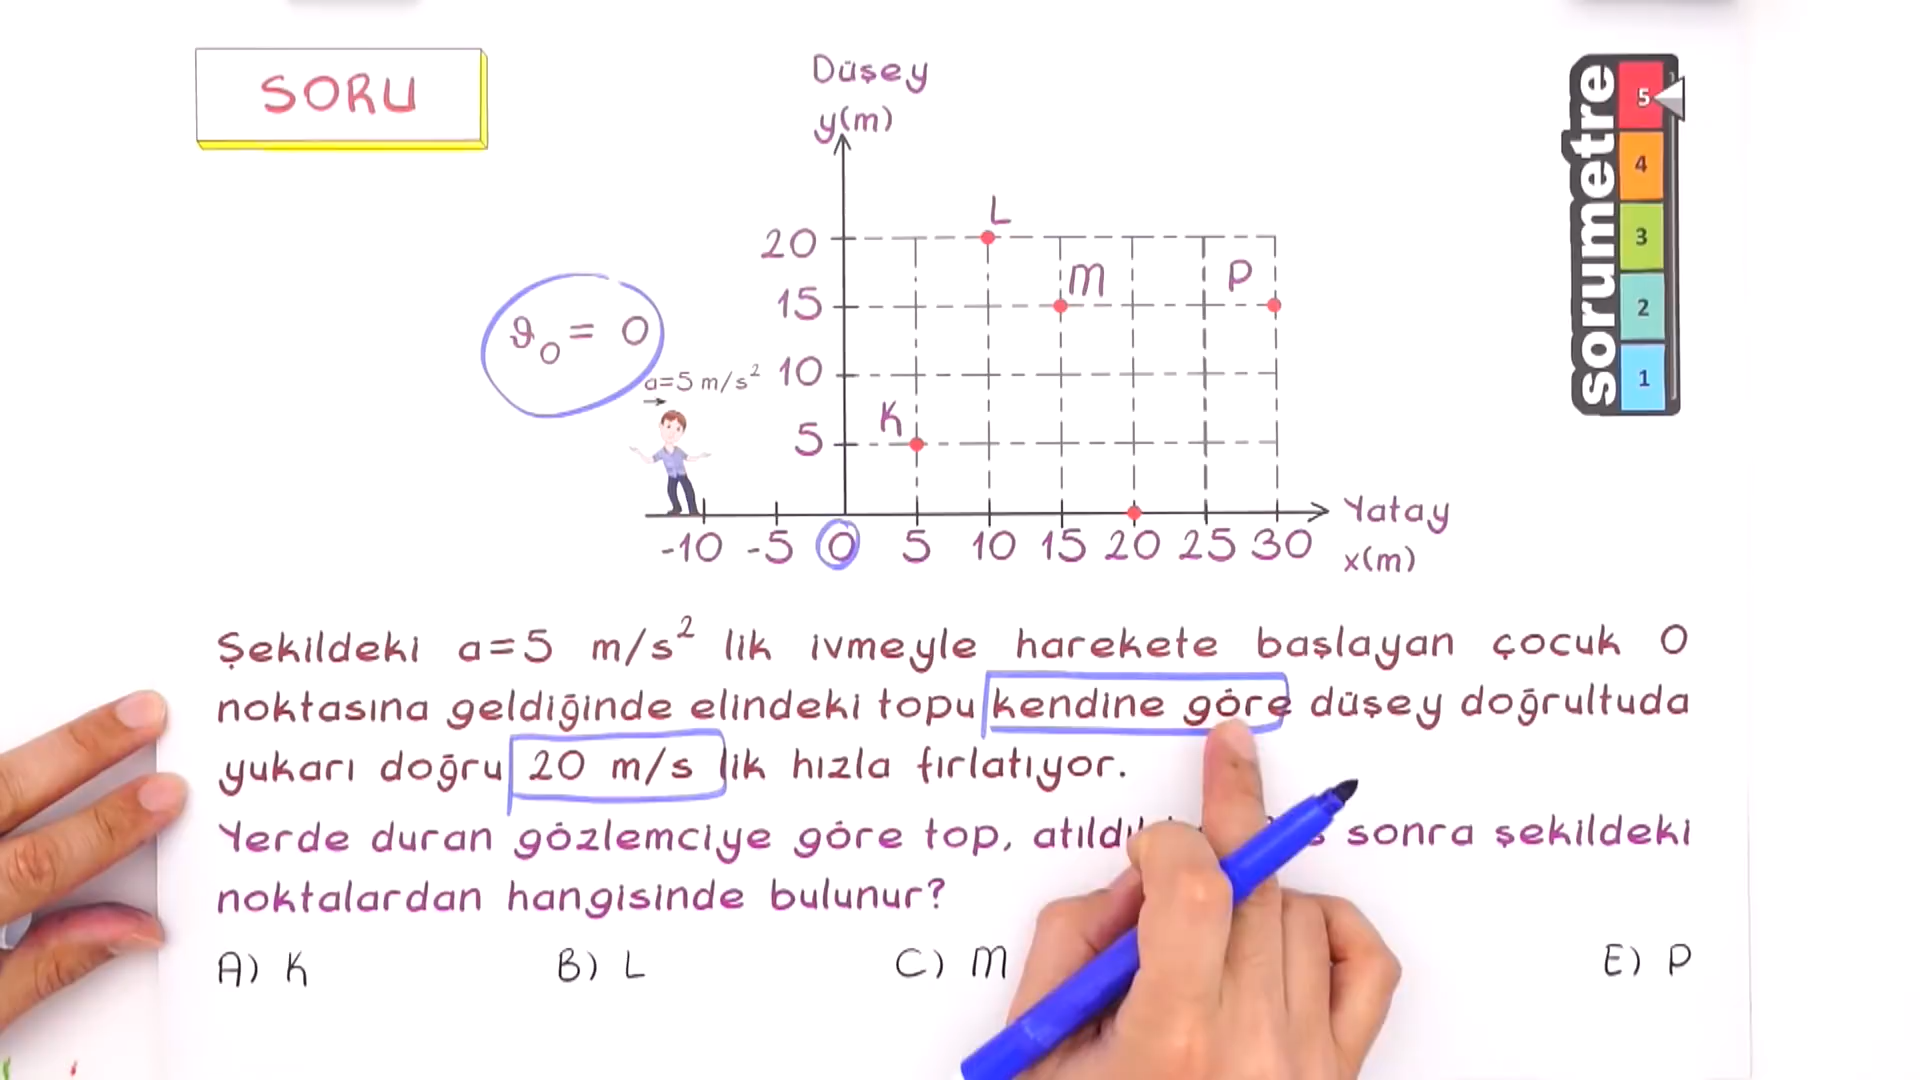 SORU
Düşey
y(m)
20
15
10
5
L
M
P
K
ϑ₀ = 0
a=5 m/s²
-10 -5 0 5 10 15 20 25 30
Yatay
x(m)
sorumetre
5
4
3
2
1
Şekildeki a=5 m/s² lik ivmeyle harekete başlayan çocuk O
noktasına geldiğinde elindeki topu kendine göre düşey doğrultuda
yukarı doğru 20 m/s lik hızla fırlatıyor.
Yerde duran gözlemciye göre top, sonra şekildeki
noktalardan hangisinde bulunur?
A) K B) L C) M E) P